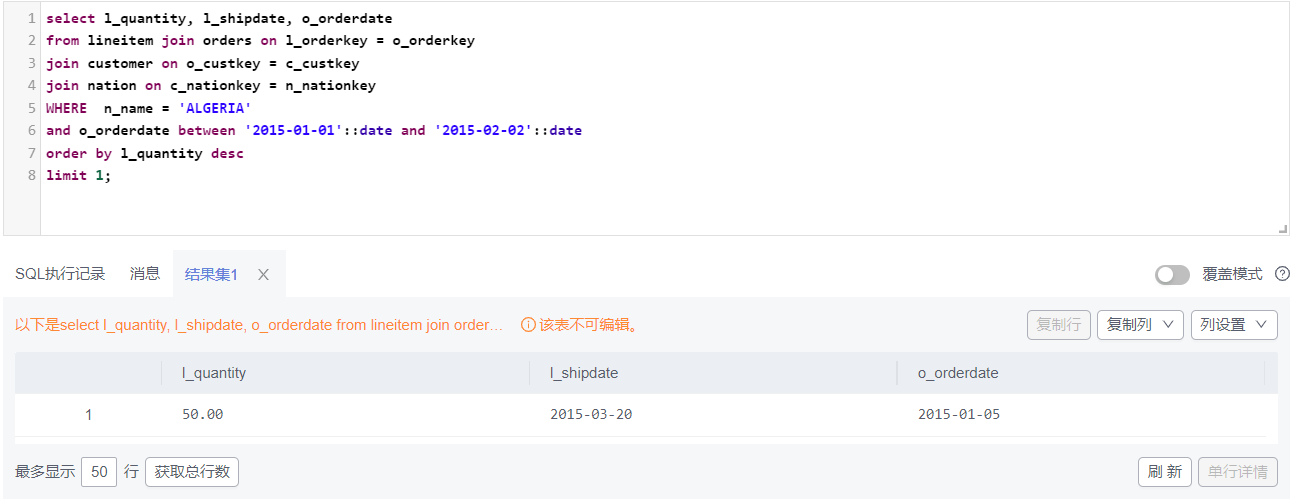 1 select l_quantity, l_shipdate, o_orderdate
2 from lineitem join orders on l_orderkey = o_orderkey
3 join customer on o_custkey = c_custkey
4 join nation on c_nationkey = n_nationkey
5 WHERE  n_name = 'ALGERIA'
6 and o_orderdate between '2015-01-01'::date and '2015-02-02'::date
7 order by l_quantity desc
8 limit 1;
SQL执行记录 消息 结果集1 X 覆盖模式 ?
以下是select l_quantity, l_shipdate, o_orderdate from lineitem join order... 该表不可编辑。 复制行 复制列 列设置
l_quantity l_shipdate o_orderdate
1 50.00 2015-03-20 2015-01-05
最多显示 50 行 获取总行数 刷 新 单行详情